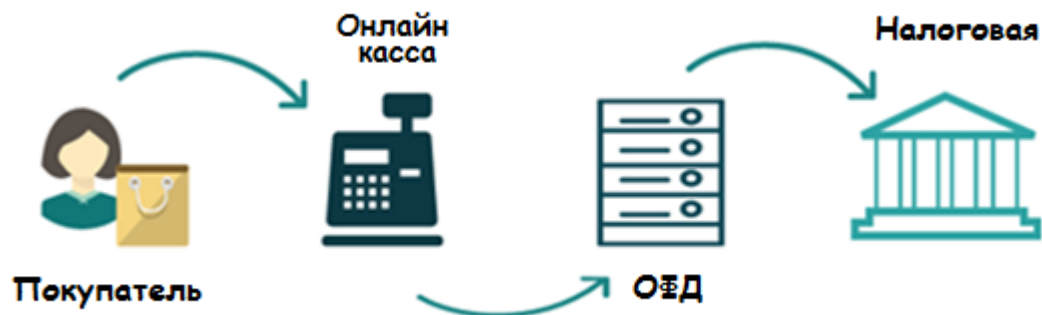 Онлайн
касса
Налоговая
Покупатель
ОФД